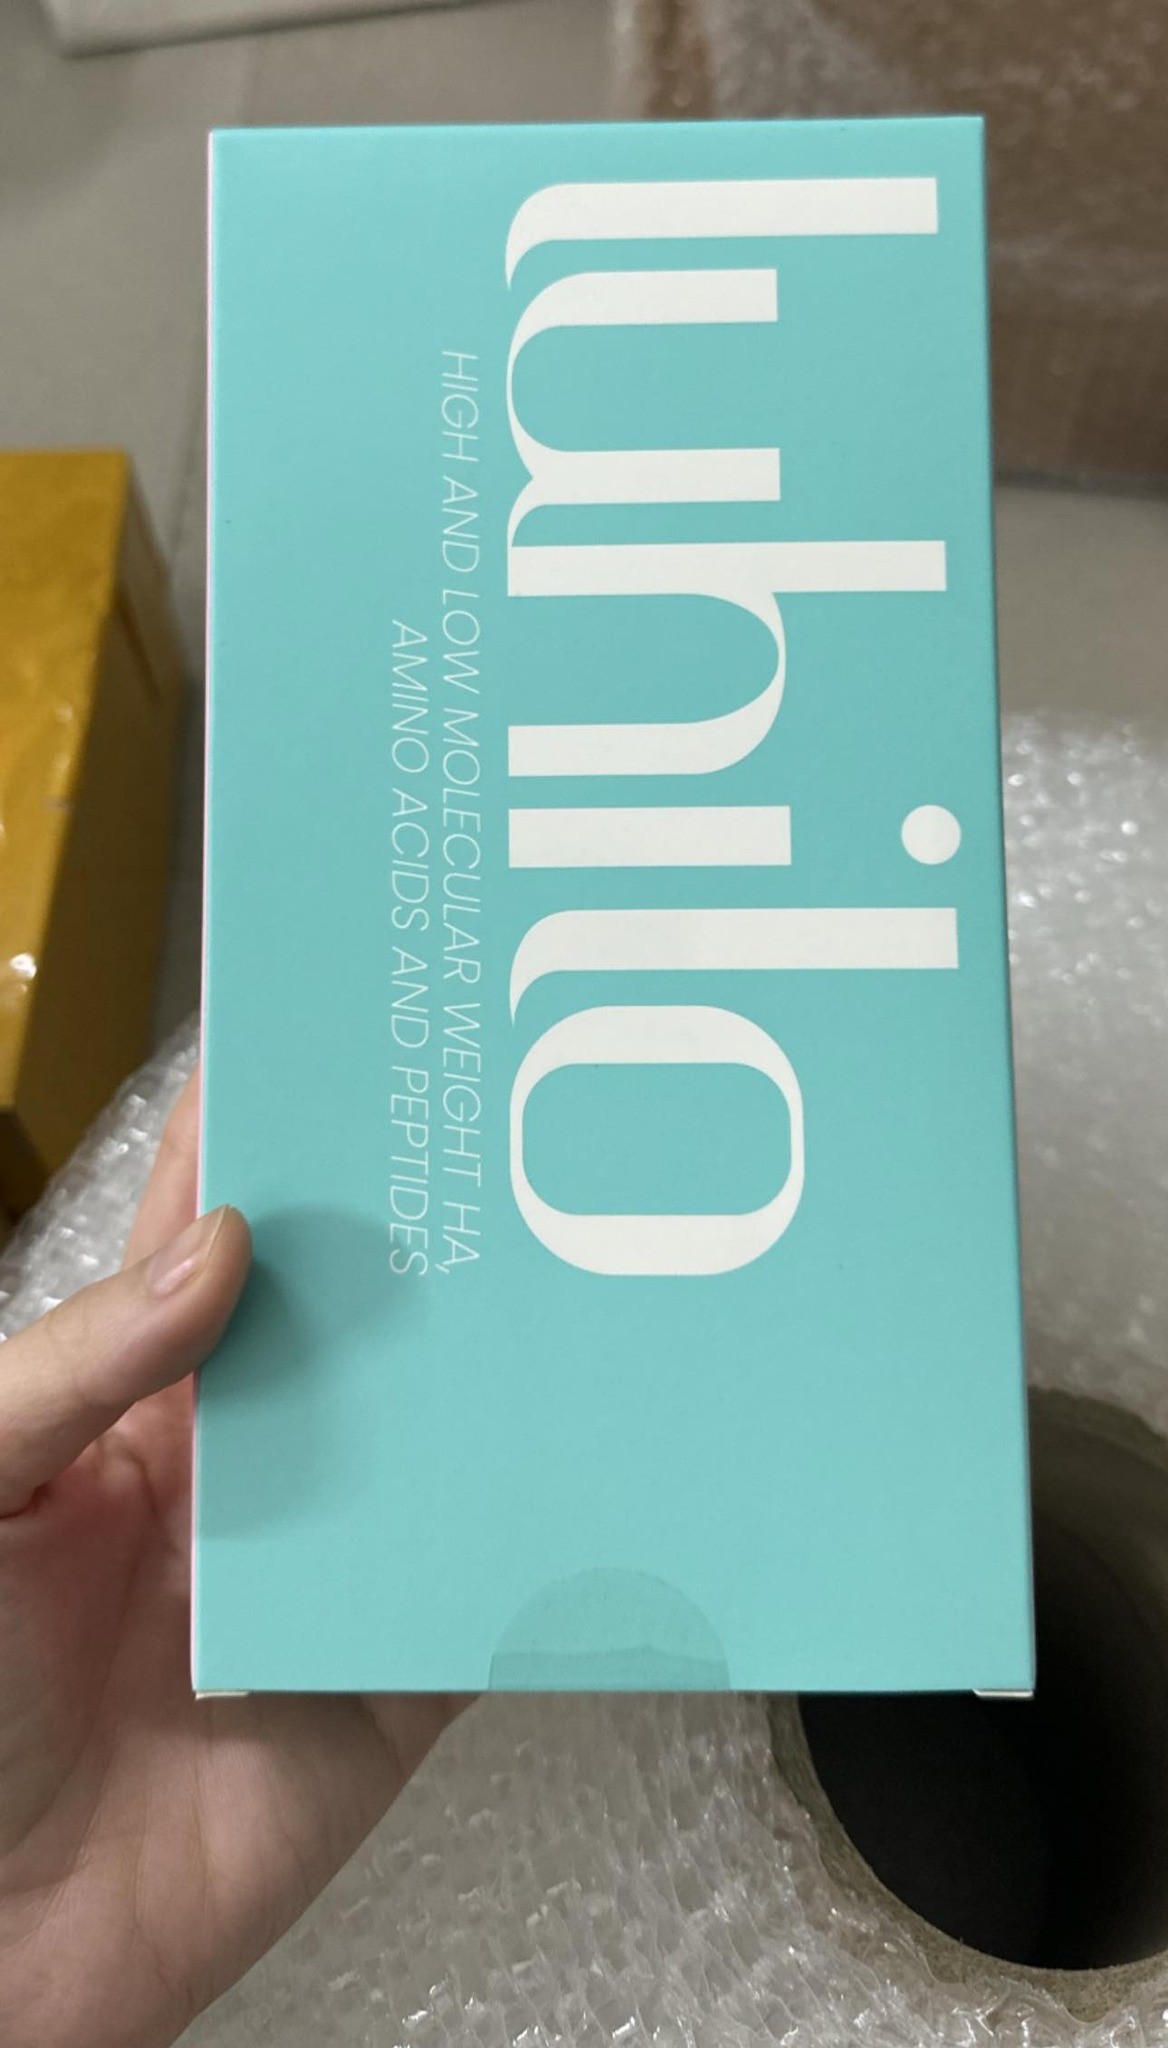 luhilo
HIGH AND LOW MOLECULAR WEIGHT HA,
AMINO ACIDS AND PEPTIDES